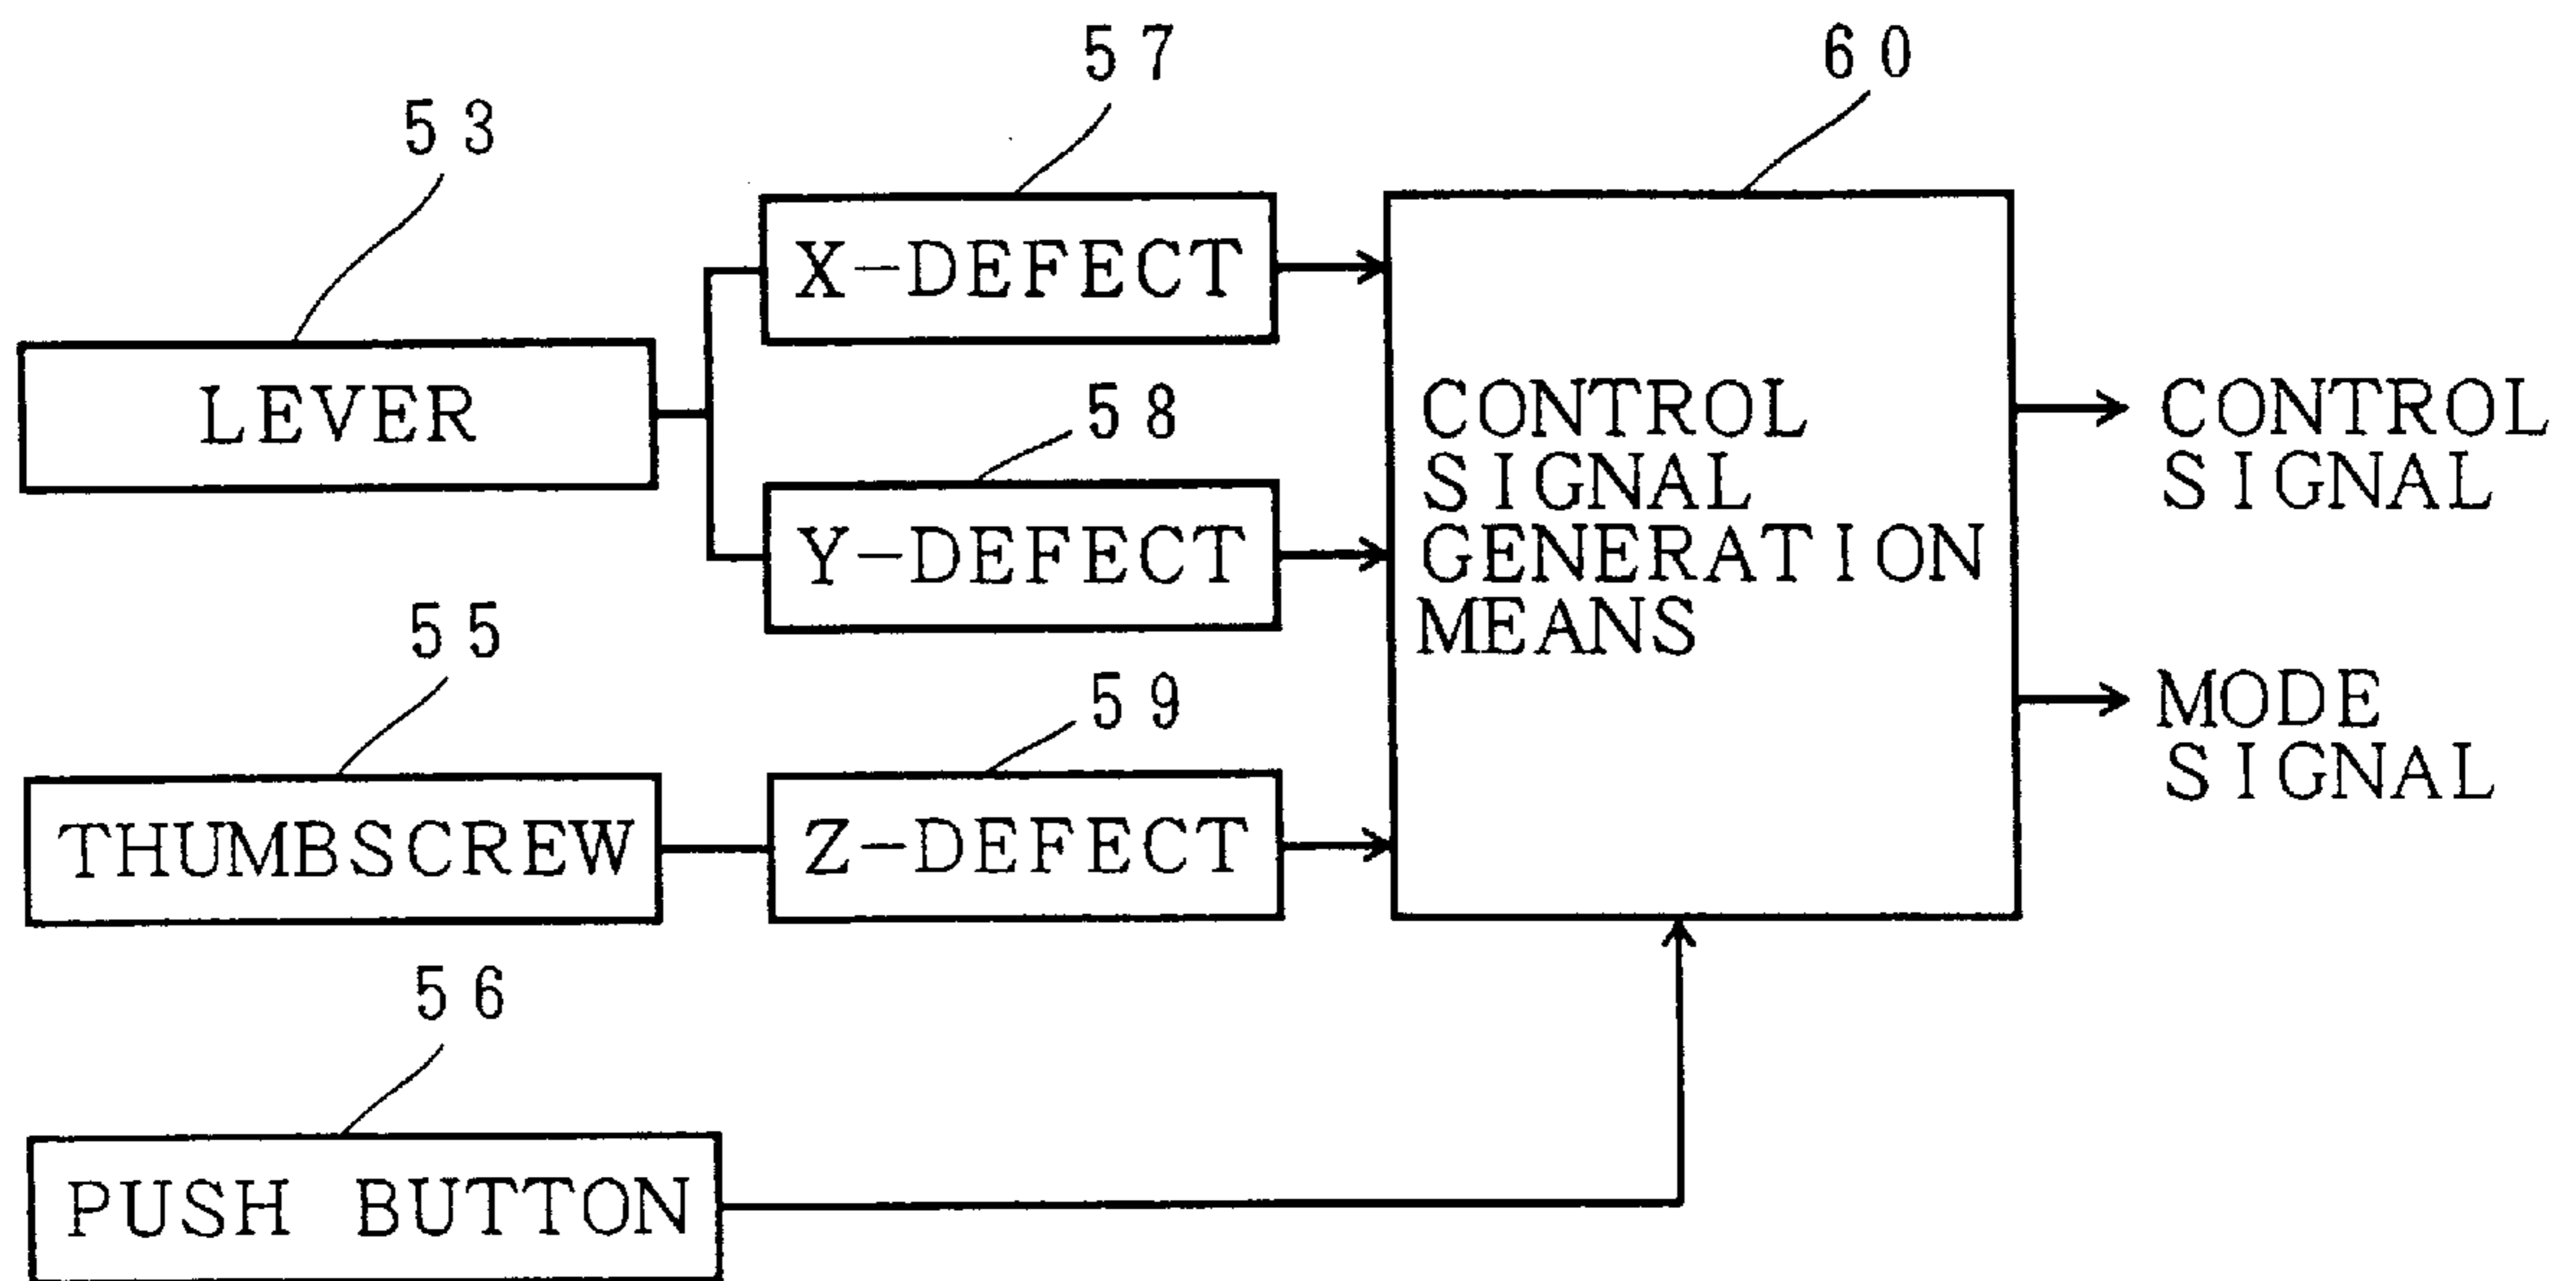 53
57
60
LEVER
X-DEFECT
58
Y-DEFECT
CONTROL
SIGNAL
GENERATION
MEANS
CONTROL
SIGNAL
55
59
THUMBSCREW
Z-DEFECT
MODE
SIGNAL
56
PUSH BUTTON